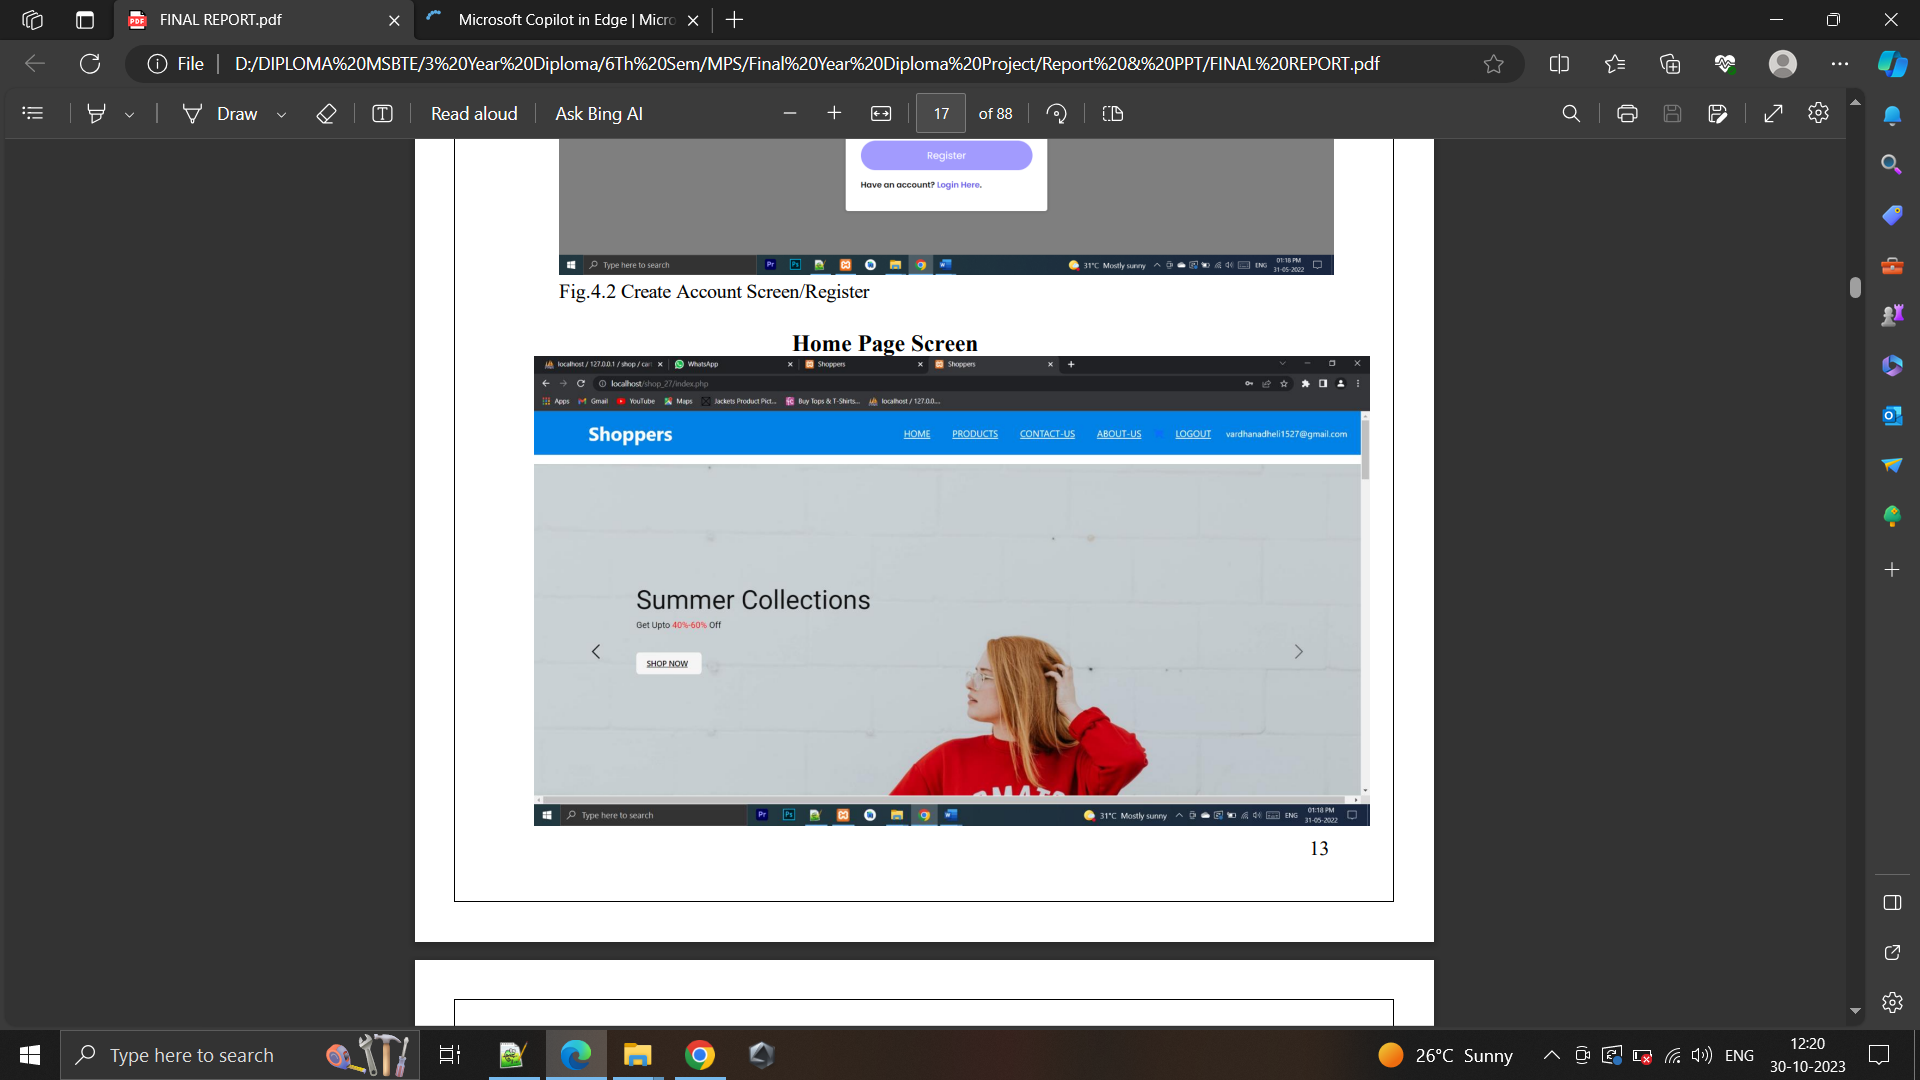 FINAL REPORT.pdf
Microsoft Copilot in Edge | Micro
File
D:/DIPLOMA%20MSBTE/3%20Year%20Diploma/6Th%20Sem/MPS/Final%20Year%20Diploma%20Project/Report%20&%20PPT/FINAL%20REPORT.pdf
Draw
Read aloud
Ask Bing AI
17 of 88
Register
Have an account? Login Here.
Type here to search
31°C Mostly sunny
ENG
01:18 PM
31-05-2022
Fig.4.2 Create Account Screen/Register
Home Page Screen
localhost / 127.0.0.1 / shop / car
WhatsApp
Shoppers
Shoppers
localhost/shop_27/index.php
Apps
Gmail
YouTube
Maps
Jackets Product Pict...
Buy Tops & T-Shirts...
localhost / 127.0.0....
Shoppers
HOME
PRODUCTS
CONTACT-US
ABOUT-US
LOGOUT
vardhanadheli1527@gmail.com
Summer Collections
Get Upto 40%-60% Off
SHOP NOW
Type here to search
31°C Mostly sunny
ENG
01:18 PM
31-05-2022
13
Type here to search
26°C Sunny
ENG
12:20
30-10-2023